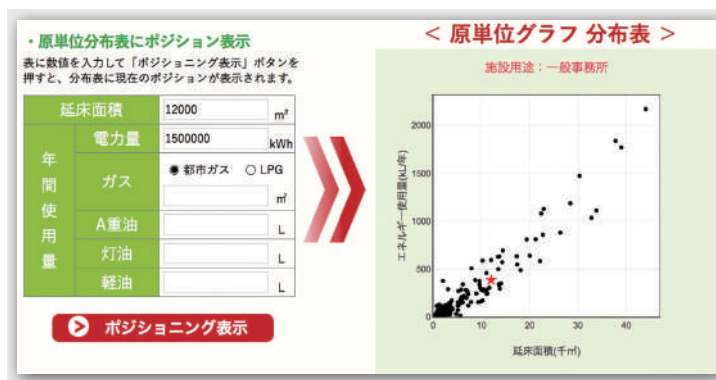 ・原単位分布表にポジション表示
表に数値を入力して「ポジショニング表示」ボタンを
押すと、分布表に現在のポジションが表示されます。
延床面積 12000 ㎡
年間使用量
電力量 1500000 kWh
ガス 都市ガス LPG
㎥
A重油 L
灯油 L
軽油 L
ポジショニング表示
< 原単位グラフ 分布表 >
施設用途：一般事務所
エネルギー使用量(kL/年)
2000
1500
1000
500
0
0 10 20 30 40
延床面積(千㎡)